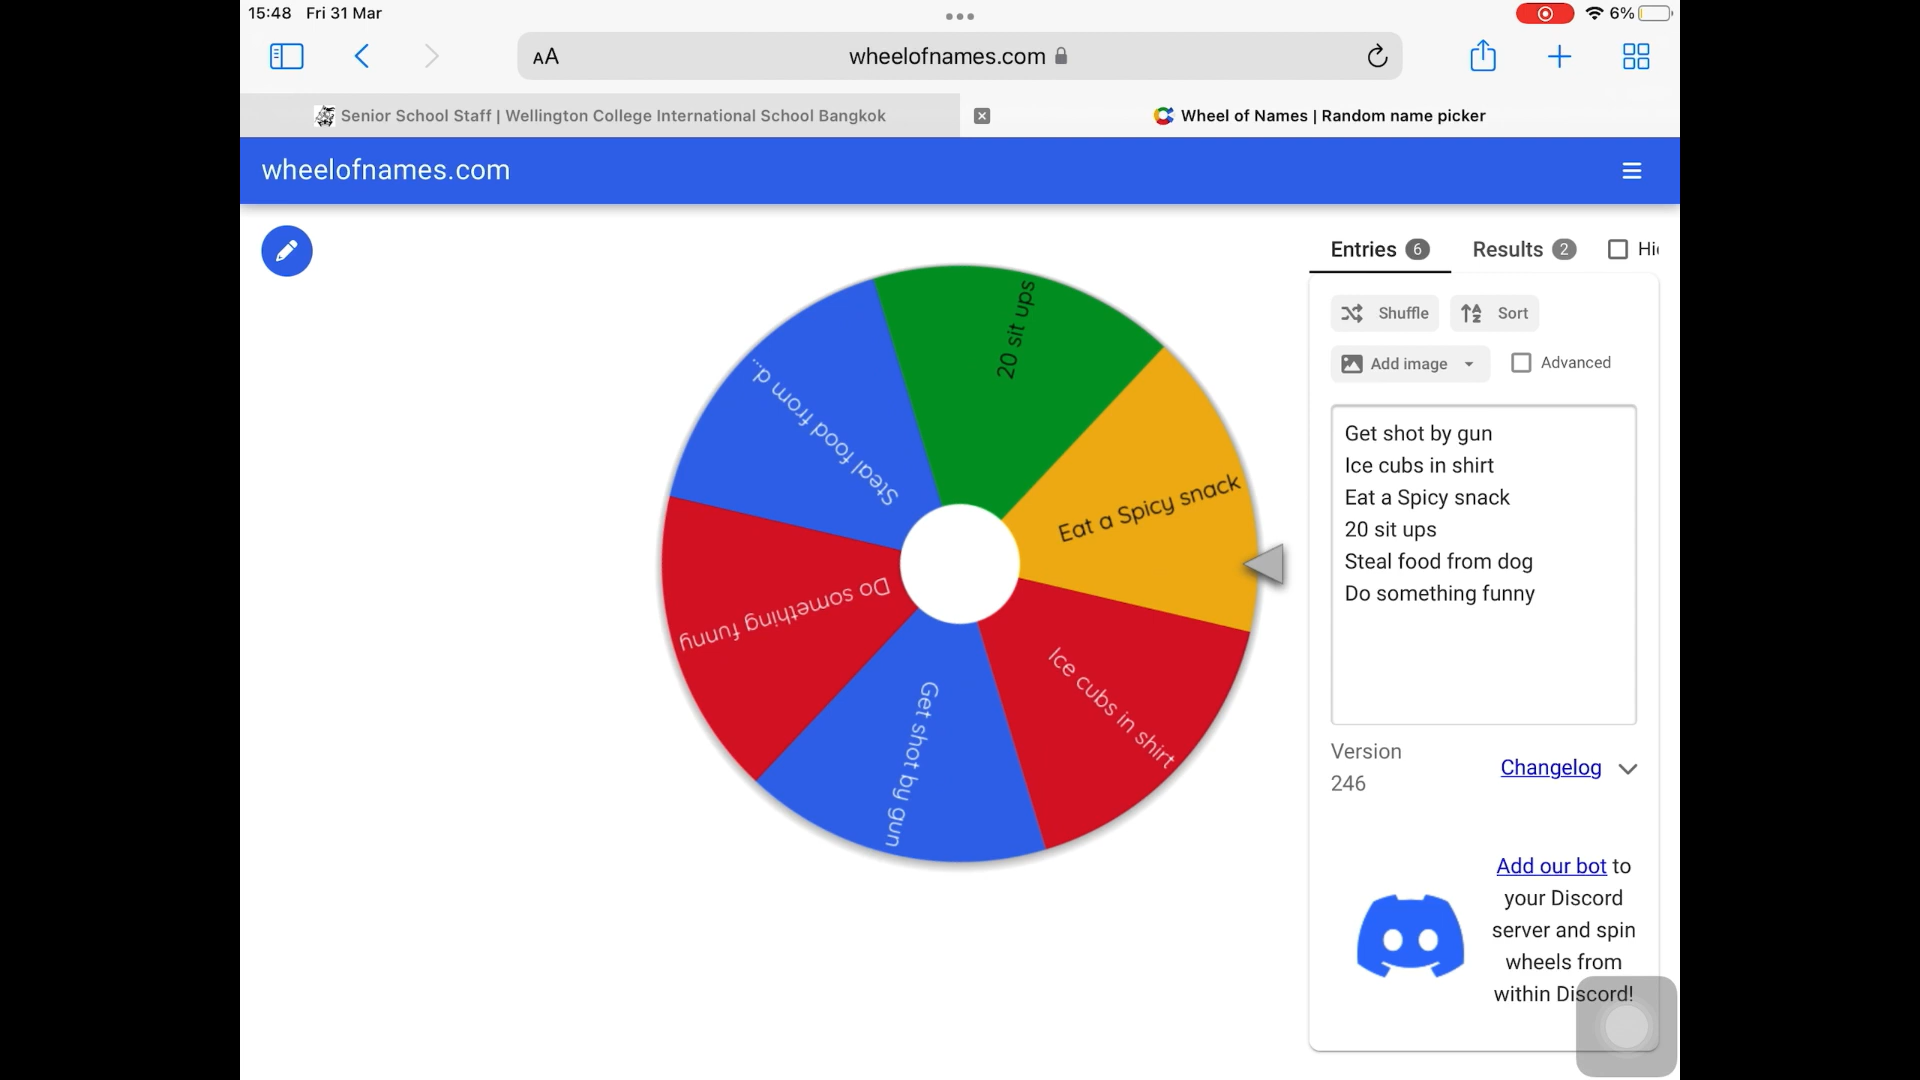 15:48 Fri 31 Mar
6%
AA
wheelofnames.com
Senior School Staff | Wellington College International School Bangkok
Wheel of Names | Random name picker
wheelofnames.com
Entries 6
Results 2
Hi
Shuffle
Sort
Add image
Advanced
Get shot by gun
Ice cubs in shirt
Eat a Spicy snack
20 sit ups
Steal food from dog
Do something funny
20 sit ups
Eat a Spicy snack
Ice cubs in shirt
Get shot by gun
Do something funny
Steal food from d...
Version
246
Changelog
Add our bot to
your Discord
server and spin
wheels from
within Discord!